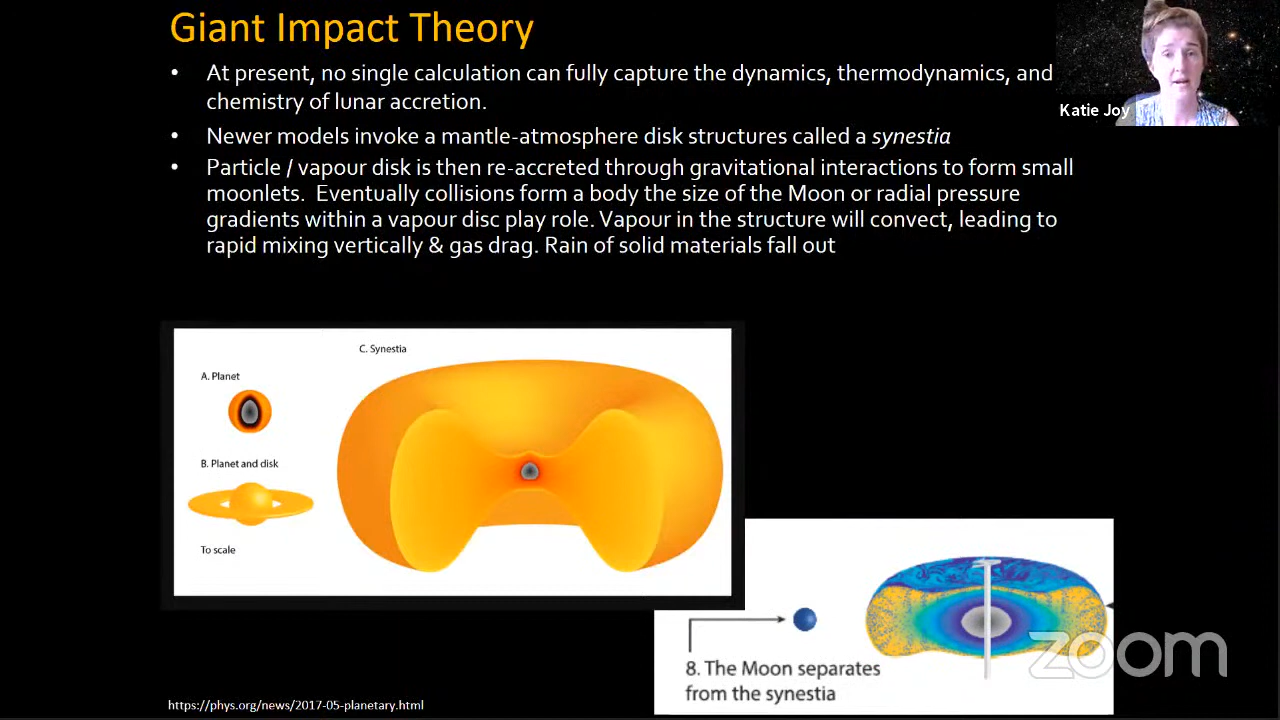 Giant Impact Theory
• At present, no single calculation can fully capture the dynamics, thermodynamics, and
chemistry of lunar accretion.
• Newer models invoke a mantle-atmosphere disk structures called a synestia
• Particle / vapour disk is then re-accreted through gravitational interactions to form small
moonlets. Eventually collisions form a body the size of the Moon or radial pressure
gradients within a vapour disc play role. Vapour in the structure will convect, leading to
rapid mixing vertically & gas drag. Rain of solid materials fall out
Katie Joy
C. Synestia
A. Planet
B. Planet and disk
To scale
8. The Moon separates
from the synestia
zoom
https://phys.org/news/2017-05-planetary.html